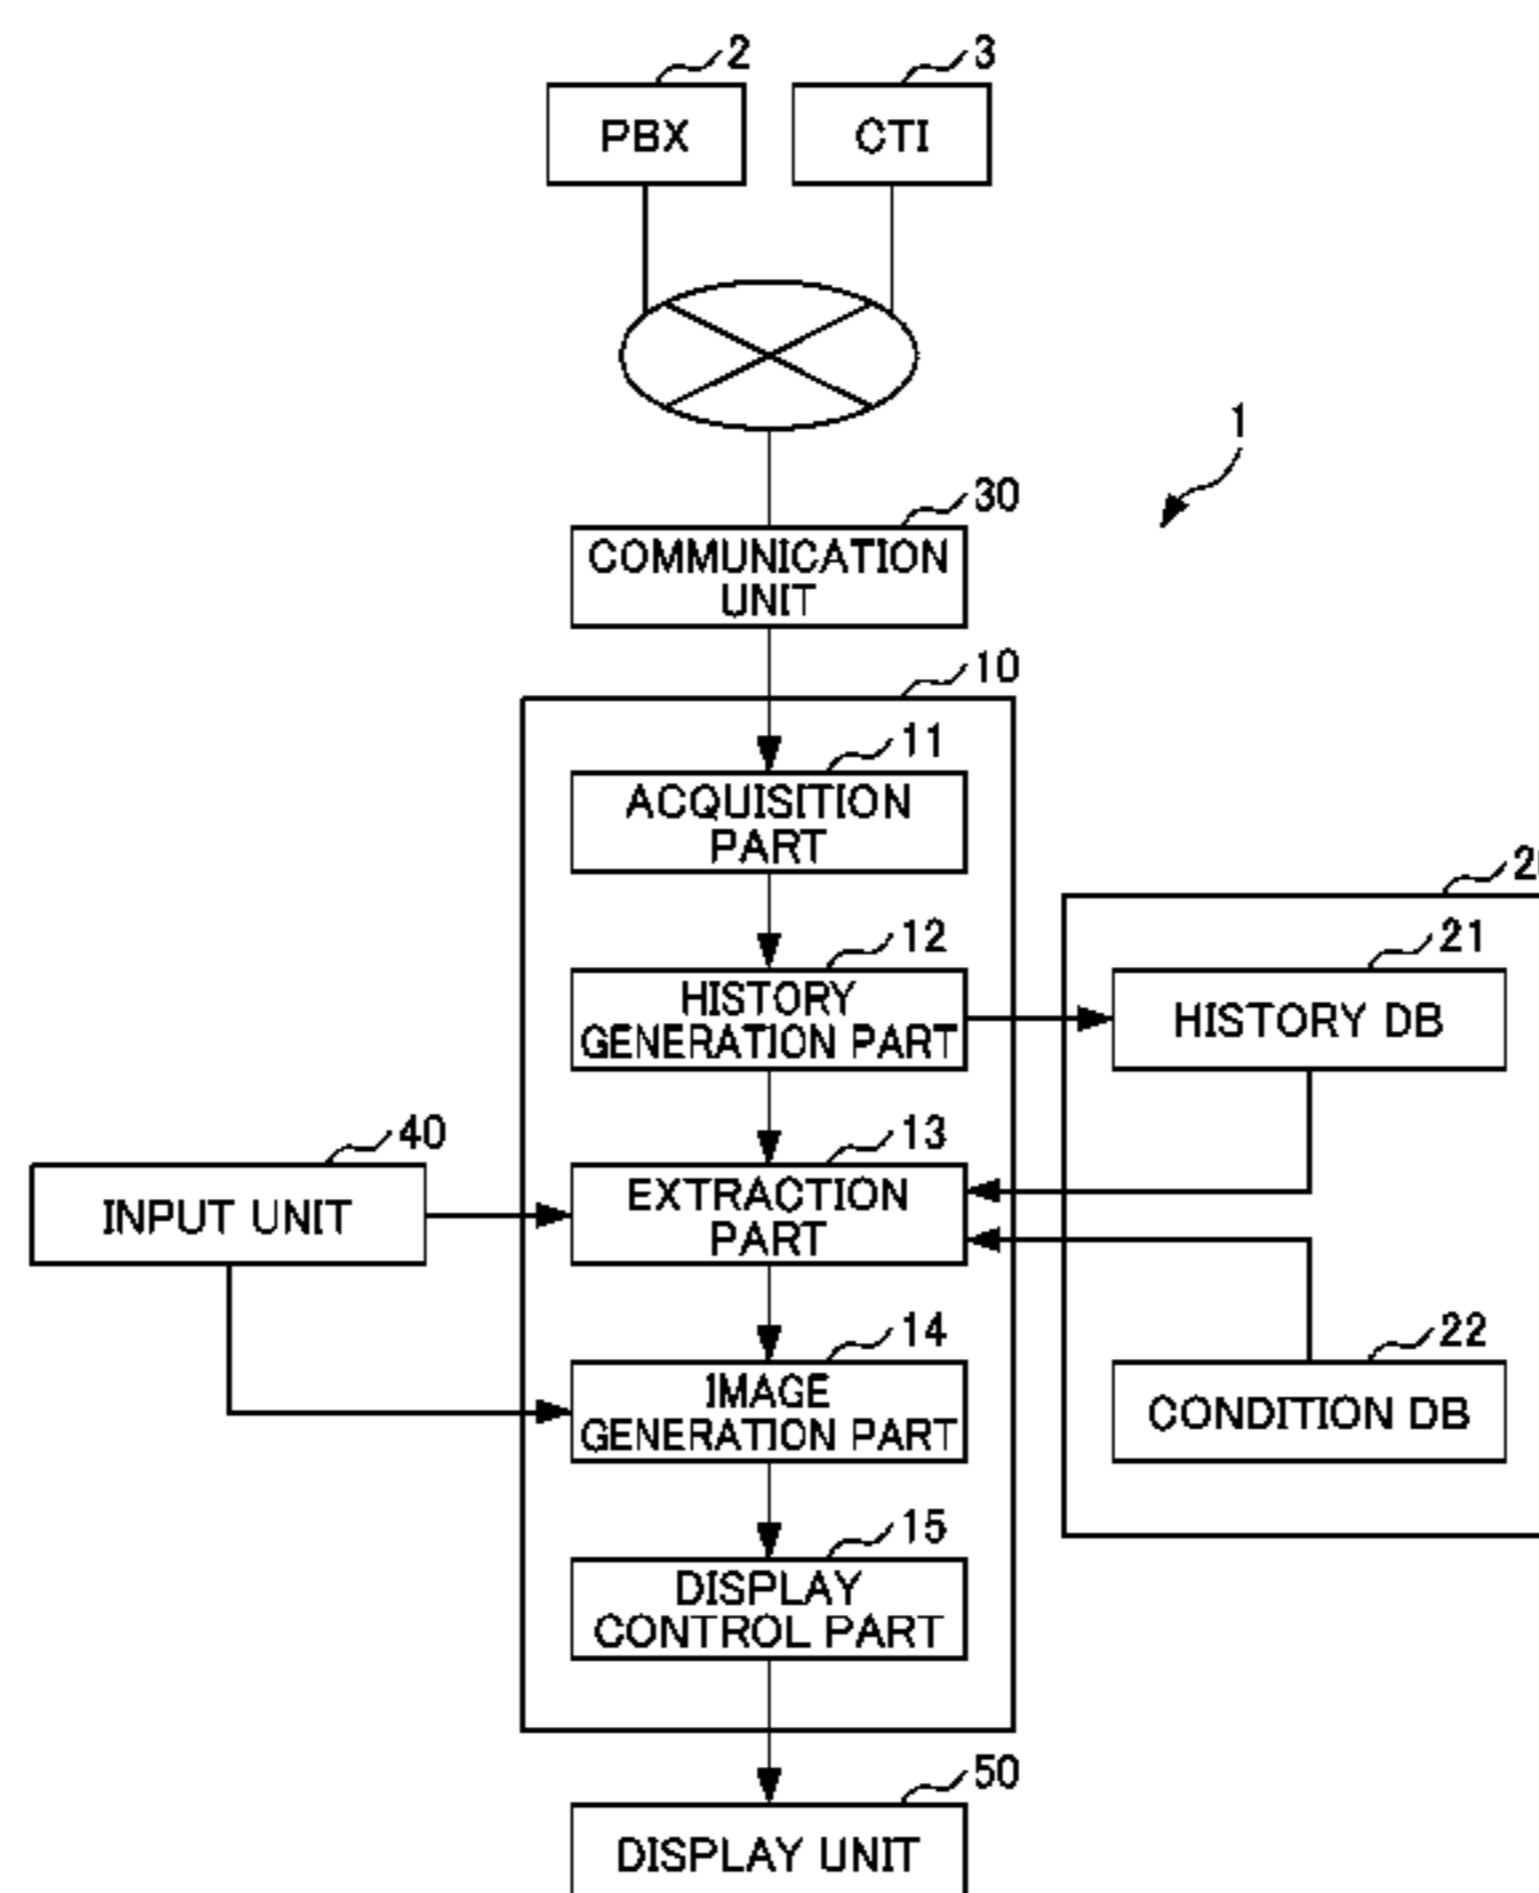 2
3
PBX
CTI
1
30
COMMUNICATION
UNIT
10
11
ACQUISITION
PART
12
HISTORY
GENERATION PART
21
HISTORY DB
40
INPUT UNIT
13
EXTRACTION
PART
14
IMAGE
GENERATION PART
22
CONDITION DB
15
DISPLAY
CONTROL PART
50
DISPLAY UNIT